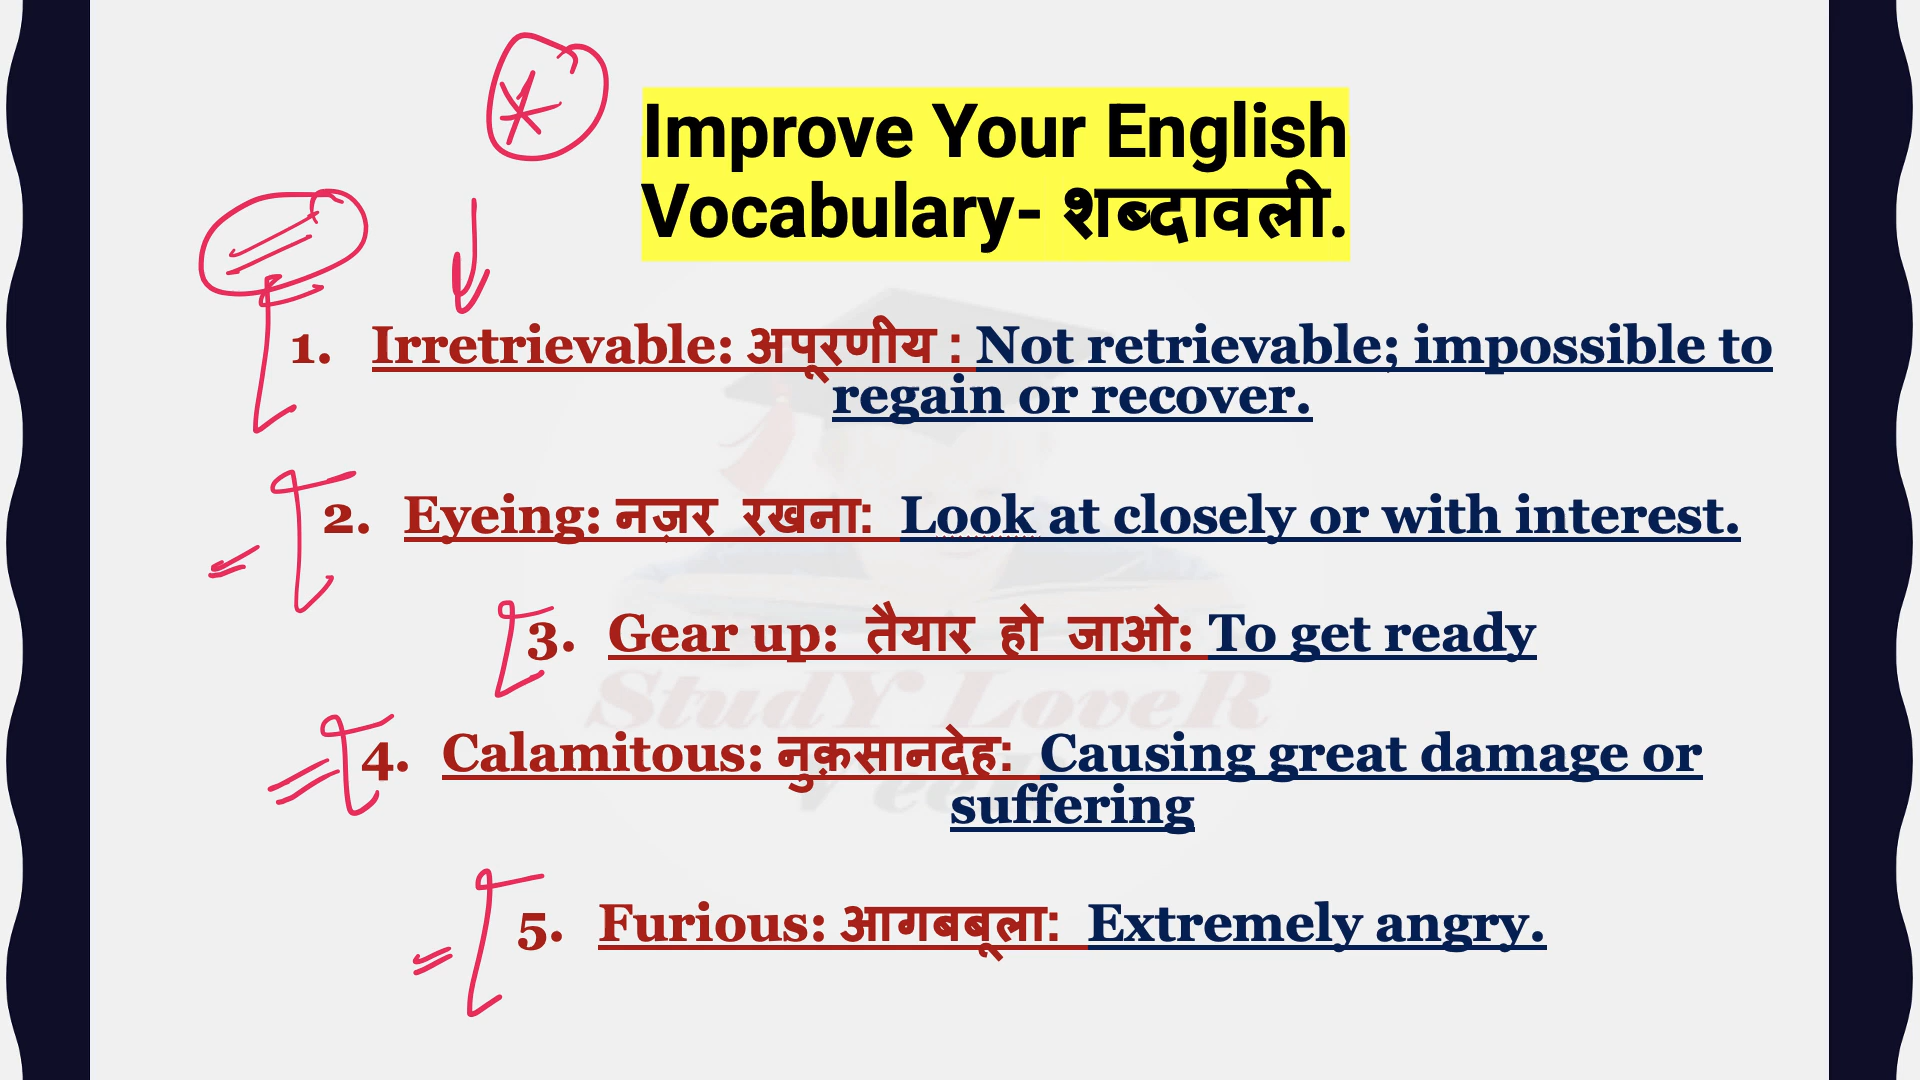 Improve Your English
Vocabulary- शब्दावली.
1. Irretrievable: अपूरणीय : Not retrievable; impossible to
regain or recover.
2. Eyeing: नज़र रखना: Look at closely or with interest.
3. Gear up: तैयार हो जाओ: To get ready
StudY LoveR
4. Calamitous: नुक़सानदेह: Causing great damage or
suffering
5. Furious: आगबबूला: Extremely angry.